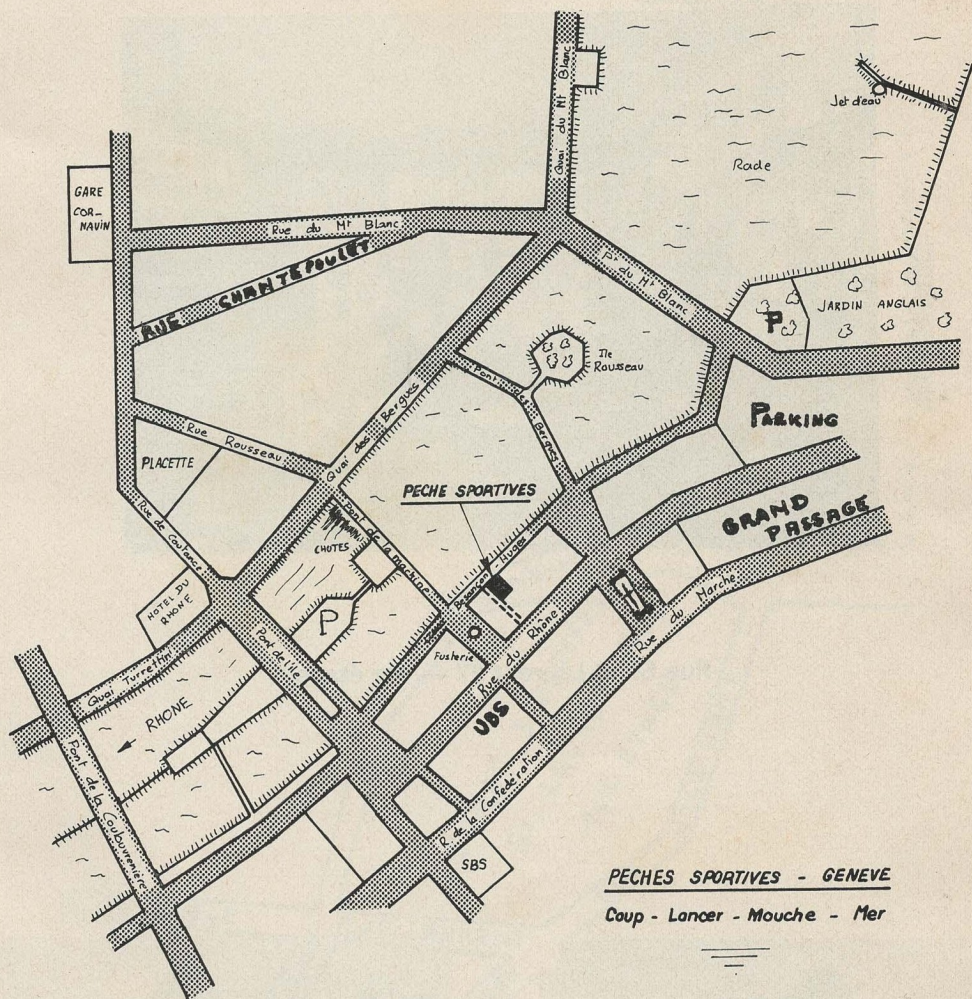 Quai du Mt Blanc
Jet d'eau
Rade
GARE
COR-
NAVIN
Rue du Mt Blanc
RUE CHANTEPOULET
Pt du Mt Blanc
P
JARDIN ANGLAIS
Ile
Rousseau
Pont des Bergues
Quai des Bergues
PARKING
Rue Rousseau
PLACETTE
PECHE SPORTIVES
GRAND
PASSAGE
Rue de Coutance
CHUTES
Pont de la machine
Besançon-Hugues
HOTEL DU
RHONE
P
Fusterie
Rue du Rhône
Rue du Marche
Pont de l'Ile
Quai Turrettini
RHONE
UBS
Pont de la Coulouvrenière
R. de la Confédération
SBS
PECHES SPORTIVES - GENEVE
Coup - Lancer - Mouche - Mer